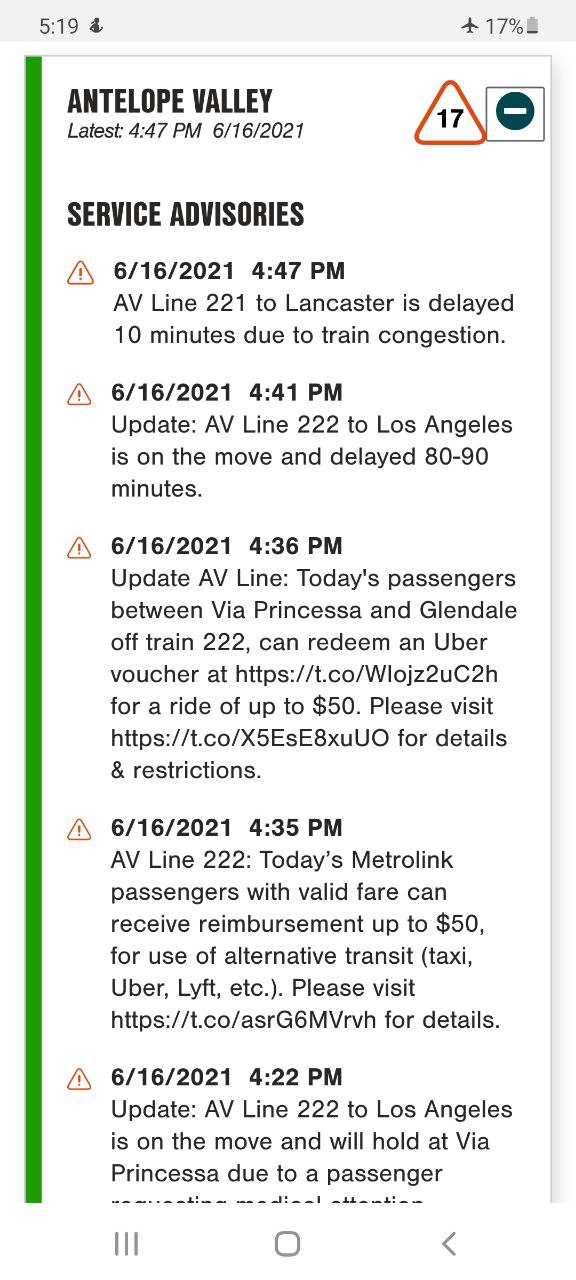 5:19
17%
ANTELOPE VALLEY
Latest: 4:47 PM 6/16/2021
17
SERVICE ADVISORIES
6/16/2021 4:47 PM
AV Line 221 to Lancaster is delayed
10 minutes due to train congestion.
6/16/2021 4:41 PM
Update: AV Line 222 to Los Angeles
is on the move and delayed 80-90
minutes.
6/16/2021 4:36 PM
Update AV Line: Today's passengers
between Via Princessa and Glendale
off train 222, can redeem an Uber
voucher at https://t.co/WIojz2uC2h
for a ride of up to $50. Please visit
https://t.co/X5EsE8xuUO for details
& restrictions.
6/16/2021 4:35 PM
AV Line 222: Today’s Metrolink
passengers with valid fare can
receive reimbursement up to $50,
for use of alternative transit (taxi,
Uber, Lyft, etc.). Please visit
https://t.co/asrG6MVrvh for details.
6/16/2021 4:22 PM
Update: AV Line 222 to Los Angeles
is on the move and will hold at Via
Princessa due to a passenger
requesting medical attention